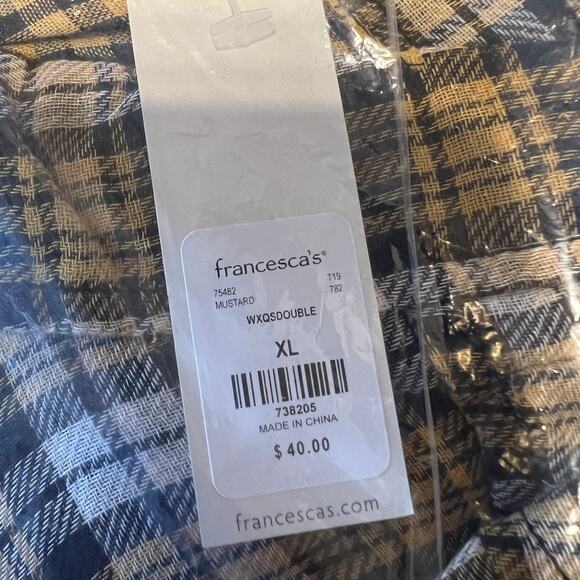 francesca's®
75482 T19
MUSTARD 782
WXQSDOUBLE
XL
738205
MADE IN CHINA
$ 40.00
francescas.com